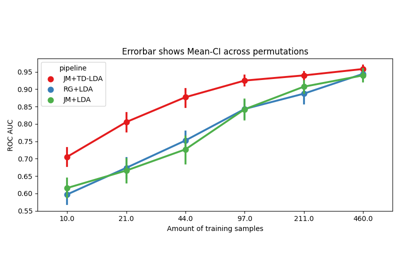 Errorbar shows Mean-CI across permutations
pipeline
JM+TD-LDA
RG+LDA
JM+LDA
ROC AUC
0.95
0.90
0.85
0.80
0.75
0.70
0.65
0.60
0.55
10.0 21.0 44.0 97.0 211.0 460.0
Amount of training samples